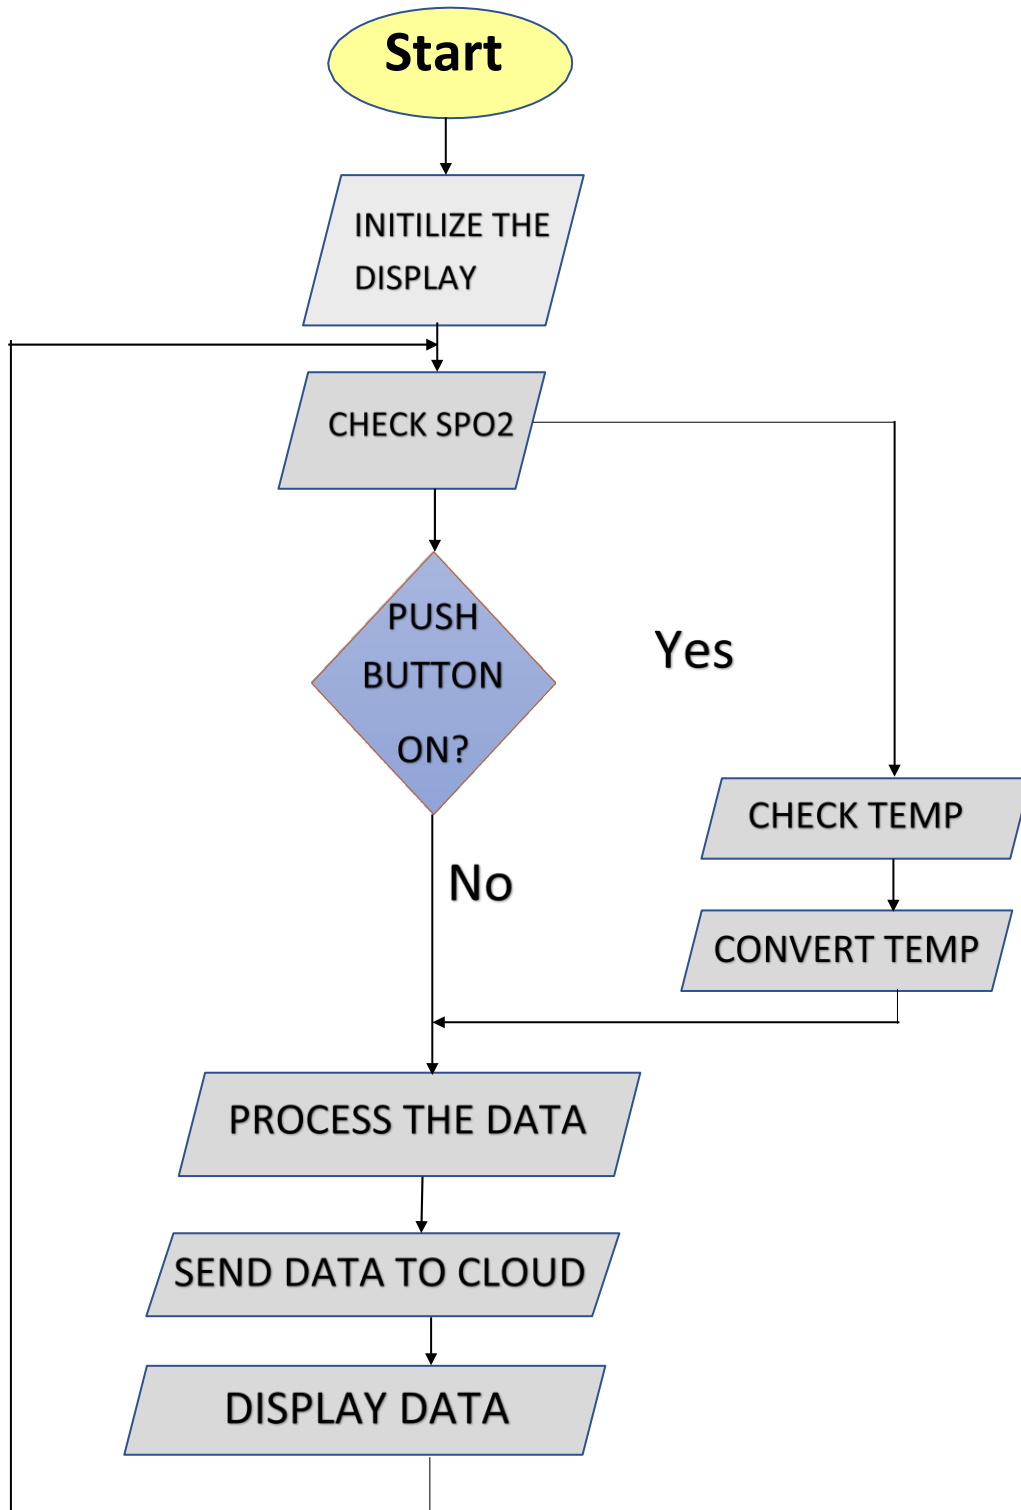 Start
INITILIZE THE
DISPLAY
CHECK SPO2
PUSH
BUTTON
ON?
Yes
No
CHECK TEMP
CONVERT TEMP
PROCESS THE DATA
SEND DATA TO CLOUD
DISPLAY DATA